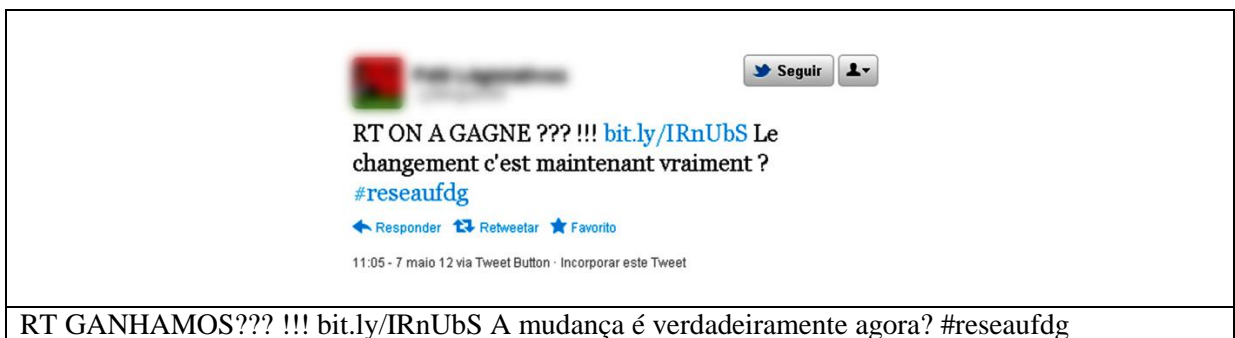 Seguir
RT ON A GAGNE ??? !!! bit.ly/IRnUbS Le
changement c'est maintenant vraiment ?
#reseaufdg
Responder Retweetar Favorito
11:05 - 7 maio 12 via Tweet Button · Incorporar este Tweet
RT GANHAMOS??? !!! bit.ly/IRnUbS A mudança é verdadeiramente agora? #reseaufdg